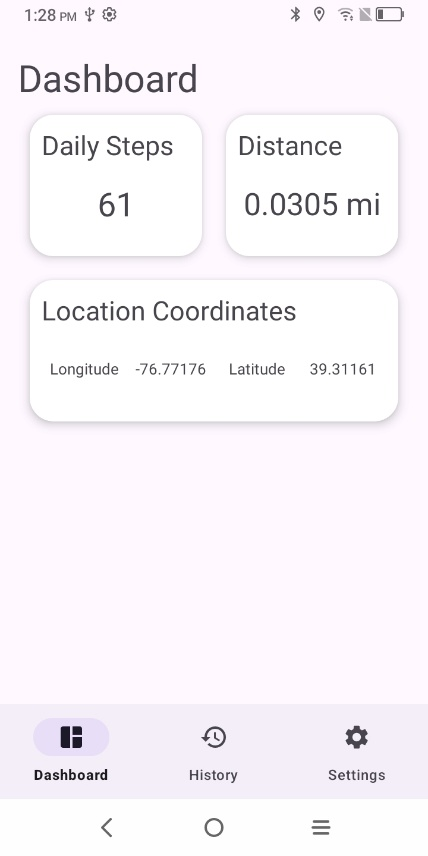 1:28 PM
Dashboard
Daily Steps
61
Distance
0.0305 mi
Location Coordinates
Longitude -76.77176 Latitude 39.31161
Dashboard History Settings